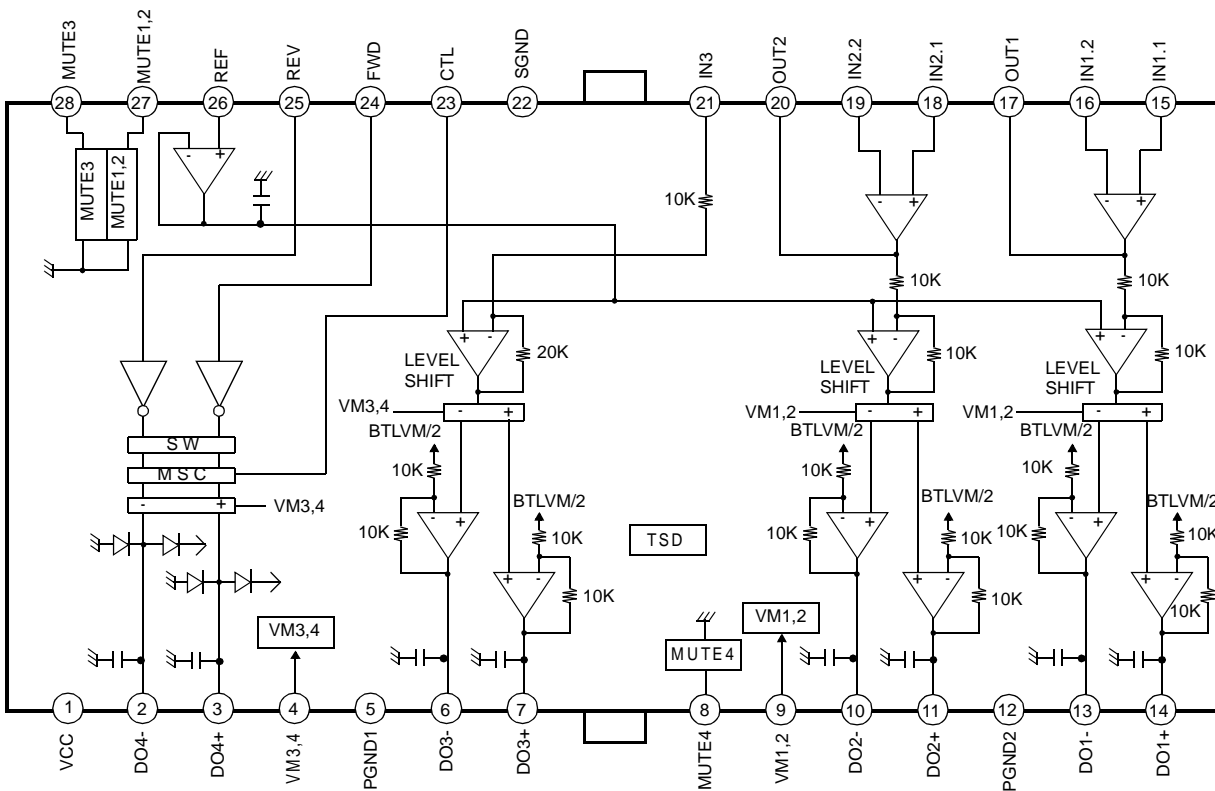 MUTE3
MUTE1,2
REF
REV
FWD
CTL
SGND
IN3
OUT2
IN2.2
IN2.1
OUT1
IN1.2
IN1.1
28
27
26
25
24
23
22
21
20
19
18
17
16
15
MUTE3
MUTE1,2
-
+
10K
-
+
-
+
10K
10K
+
-
20K
LEVEL
SHIFT
+
-
10K
LEVEL
SHIFT
+
-
10K
LEVEL
SHIFT
VM3,4
-
+
VM1,2
-
+
VM1,2
-
+
SW
MSC
-
+
VM3,4
BTLVM/2
10K
10K
-
+
BTLVM/2
10K
+
-
10K
TSD
BTLVM/2
10K
10K
-
+
BTLVM/2
10K
+
-
10K
BTLVM/2
10K
10K
-
+
BTLVM/2
10K
+
-
10K
VM3,4
MUTE4
VM1,2
1
2
3
4
5
6
7
8
9
10
11
12
13
14
VCC
DO4-
DO4+
VM3,4
PGND1
DO3-
DO3+
MUTE4
VM1,2
DO2-
DO2+
PGND2
DO1-
DO1+